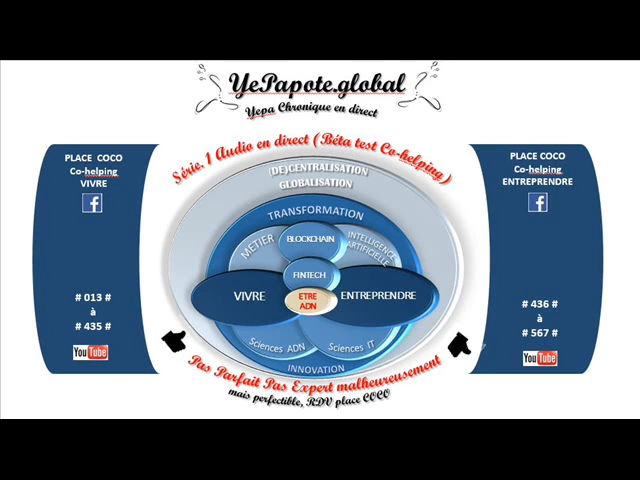 YePapote.global
Yepa Chronique en direct
Série, 1 Audio en direct (Béta test Co-helping)
PLACE COCO
Co-helping
VIVRE
# 013 #
à
# 435 #
YouTube
(DE)CENTRALISATION
GLOBALISATION
TRANSFORMATION
METIER
BLOCKCHAIN
INTELLIGENCE
ARTIFICIELLE
FINTECH
VIVRE
ETRE
ADN
ENTREPRENDRE
Sciences ADN
Sciences IT
INNOVATION
PLACE COCO
Co-helping
ENTREPRENDRE
# 436 #
à
# 567 #
YouTube
Pas Parfait Pas Expert malheureusement
mais perfectible, RDV place COCO